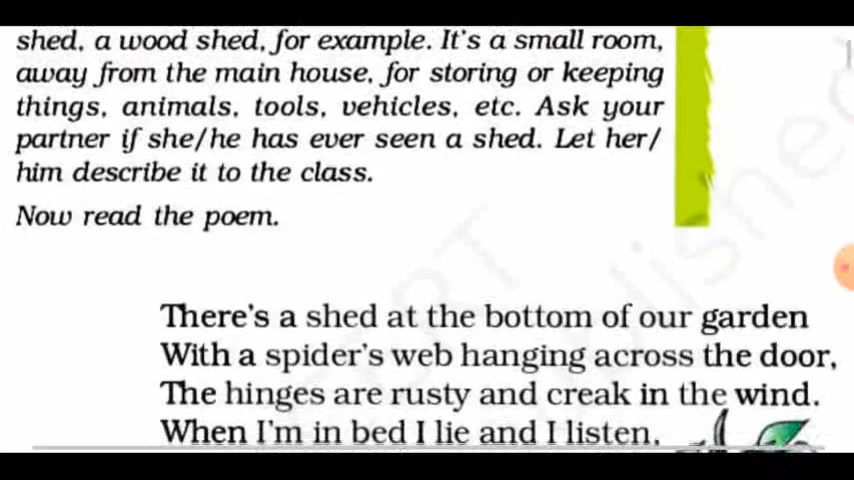 shed, a wood shed, for example. It's a small room,
away from the main house, for storing or keeping
things, animals, tools, vehicles, etc. Ask your
partner if she/he has ever seen a shed. Let her/
him describe it to the class.
Now read the poem.
There's a shed at the bottom of our garden
With a spider's web hanging across the door,
The hinges are rusty and creak in the wind.
When I'm in bed I lie and I listen,